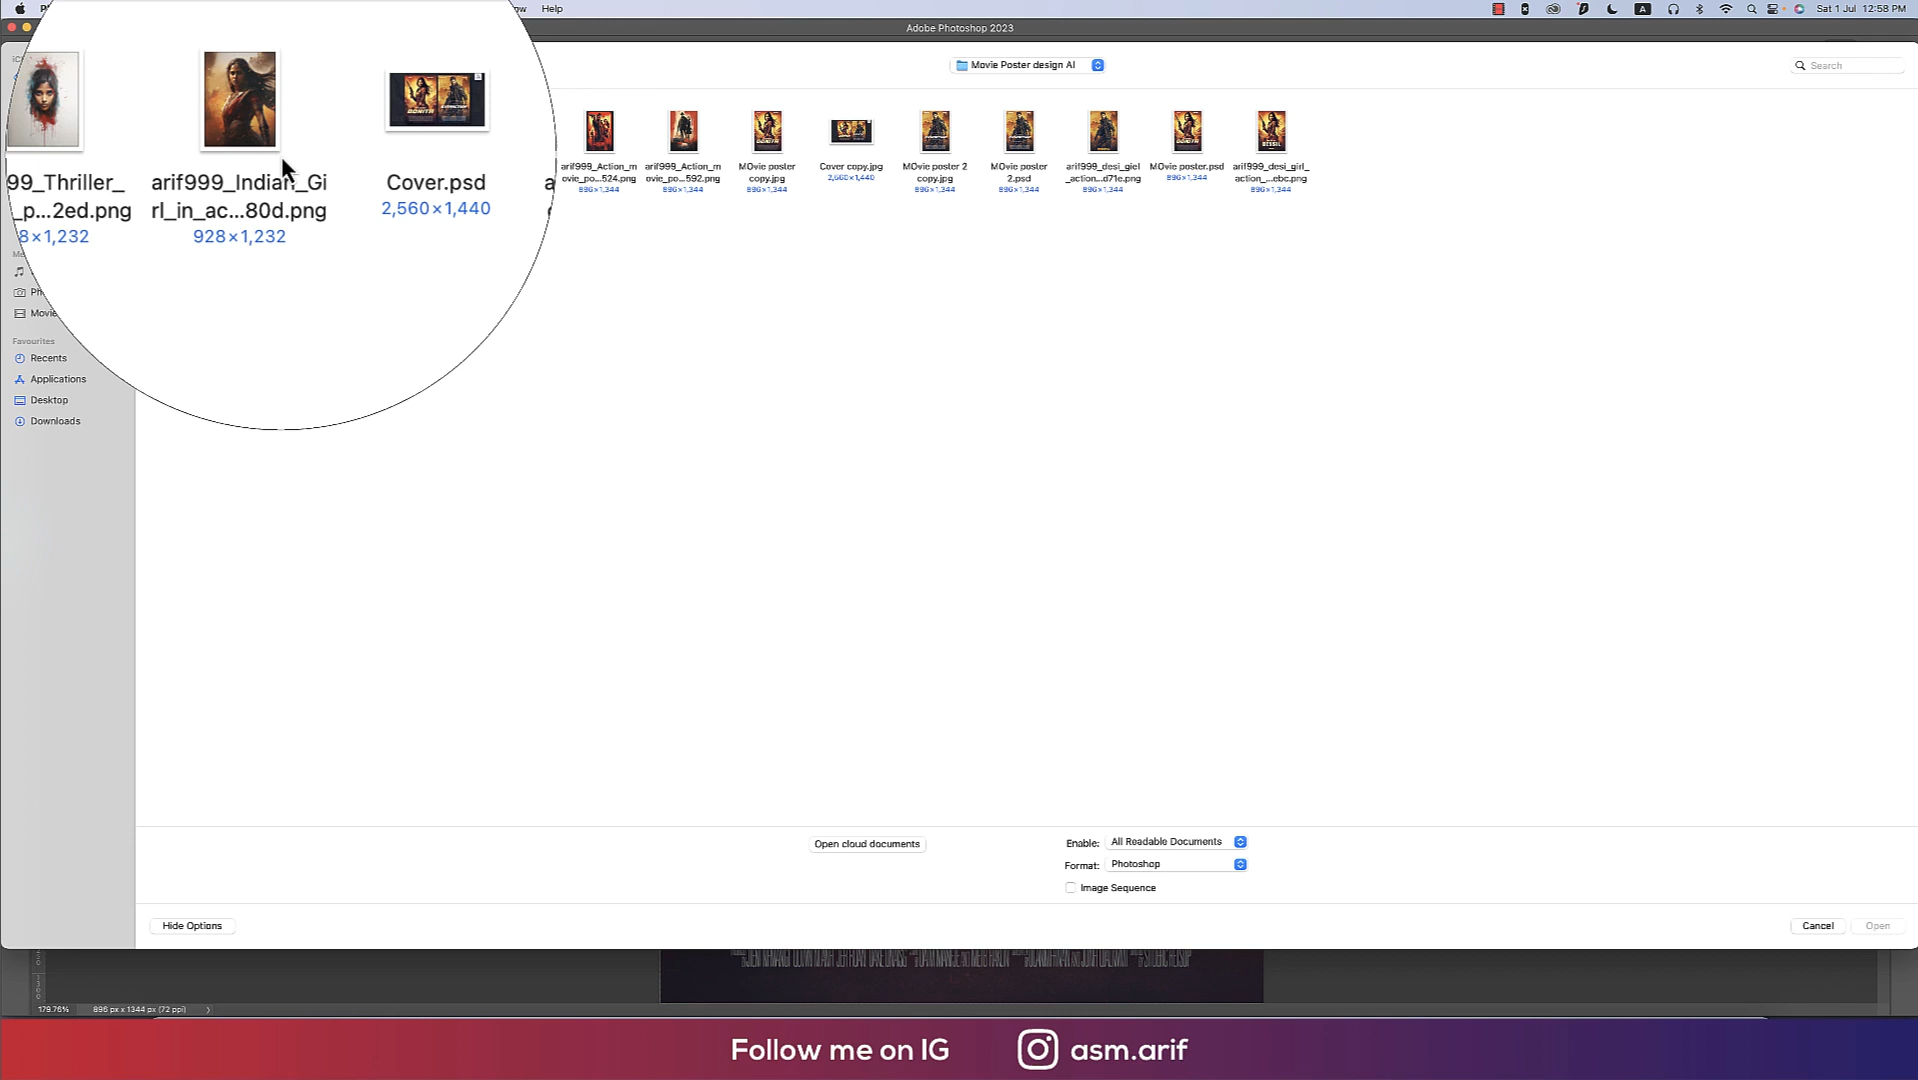 Help
Sat 1 Jul 12:58 PM
Adobe Photoshop 2023
Movie Poster design AI
Search
99_Thriller_
_p...2ed.png
8×1,232
arif999_Indian_Gi
rl_in_ac...80d.png
928×1,232
Cover.psd
2,560×1,440
arif999_Action_m
ovie_po...524.png
896×1,344
arif999_Action_m
ovie_po...592.png
896×1,344
MOvie poster
copy.jpg
896×1,344
Cover copy.jpg
2,560×1,440
MOvie poster 2
copy.jpg
896×1,344
MOvie poster
2.psd
896×1,344
arif999_desi_giel
_action_...d71e.png
896×1,344
MOvie poster.psd
896×1,344
arif999_desi_girl_
action_...ebc.png
896×1,344
Movie
Favourites
Recents
Applications
Desktop
Downloads
Open cloud documents
Enable: All Readable Documents
Format: Photoshop
Image Sequence
Hide Options
Cancel
Open
179.76%
896 px x 1344 px (72 ppi)
Follow me on IG
asm.arif